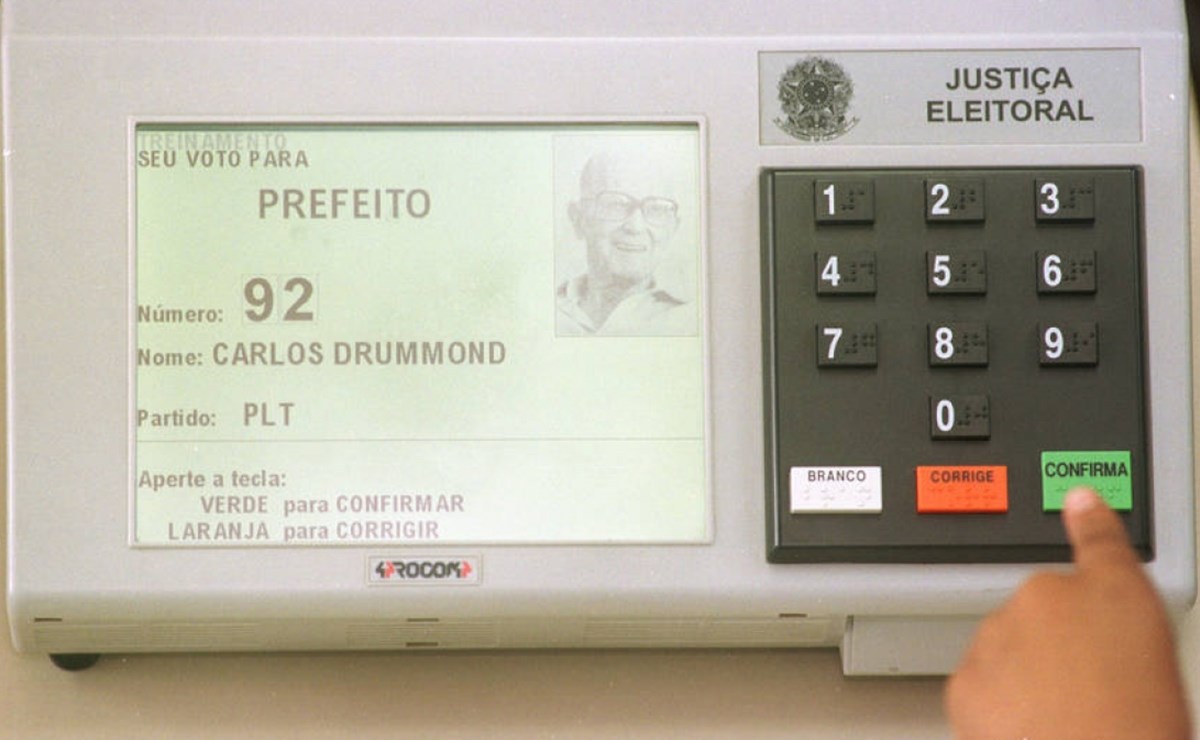 TREINAMENTO
SEU VOTO PARA
PREFEITO
Número: 92
Nome: CARLOS DRUMMOND
Partido: PLT
Aperte a tecla:
VERDE para CONFIRMAR
LARANJA para CORRIGIR
PROCOMP
JUSTIÇA
ELEITORAL
1 2 3
4 5 6
7 8 9
0
BRANCO CORRIGE CONFIRMA